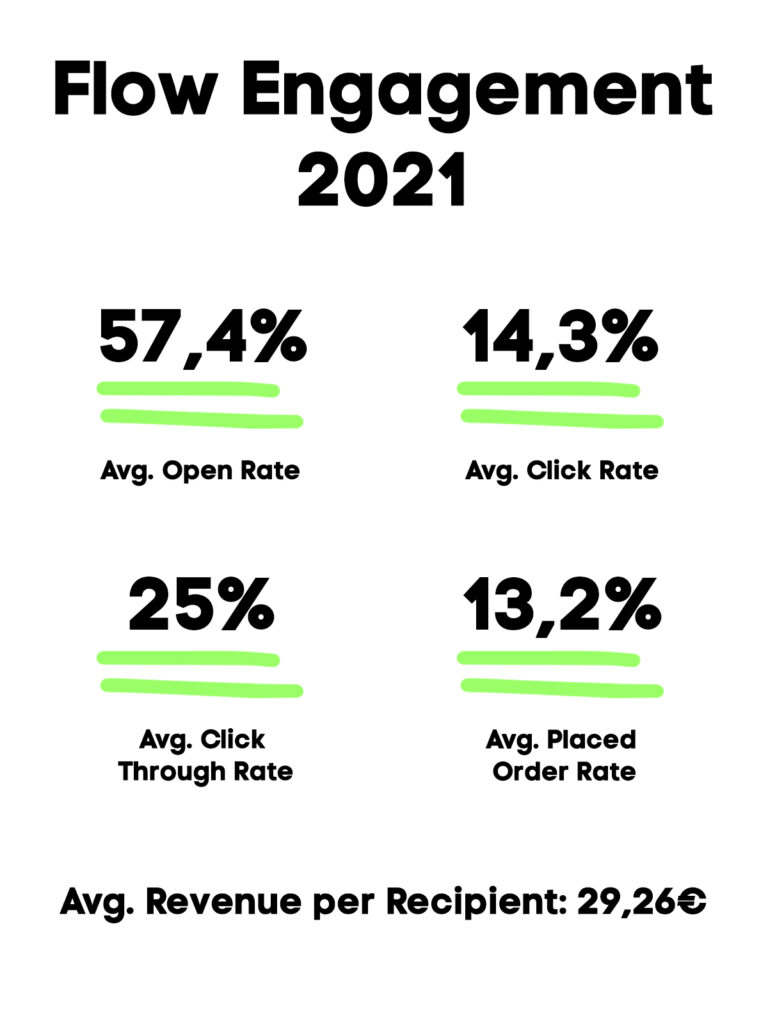 Flow Engagement
2021
57,4%
14,3%
Avg. Open Rate
Avg. Click Rate
25%
13,2%
Avg. Click
Through Rate
Avg. Placed
Order Rate
Avg. Revenue per Recipient: 29,26€